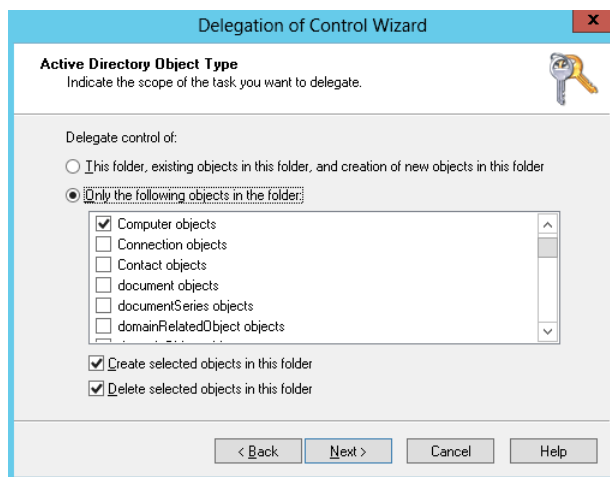 Delegation of Control Wizard
x
Active Directory Object Type
Indicate the scope of the task you want to delegate.
Delegate control of:
This folder, existing objects in this folder, and creation of new objects in this folder
Only the following objects in the folder:
Computer objects
Connection objects
Contact objects
document objects
documentSeries objects
domainRelatedObject objects
Create selected objects in this folder
Delete selected objects in this folder
< Back Next > Cancel Help